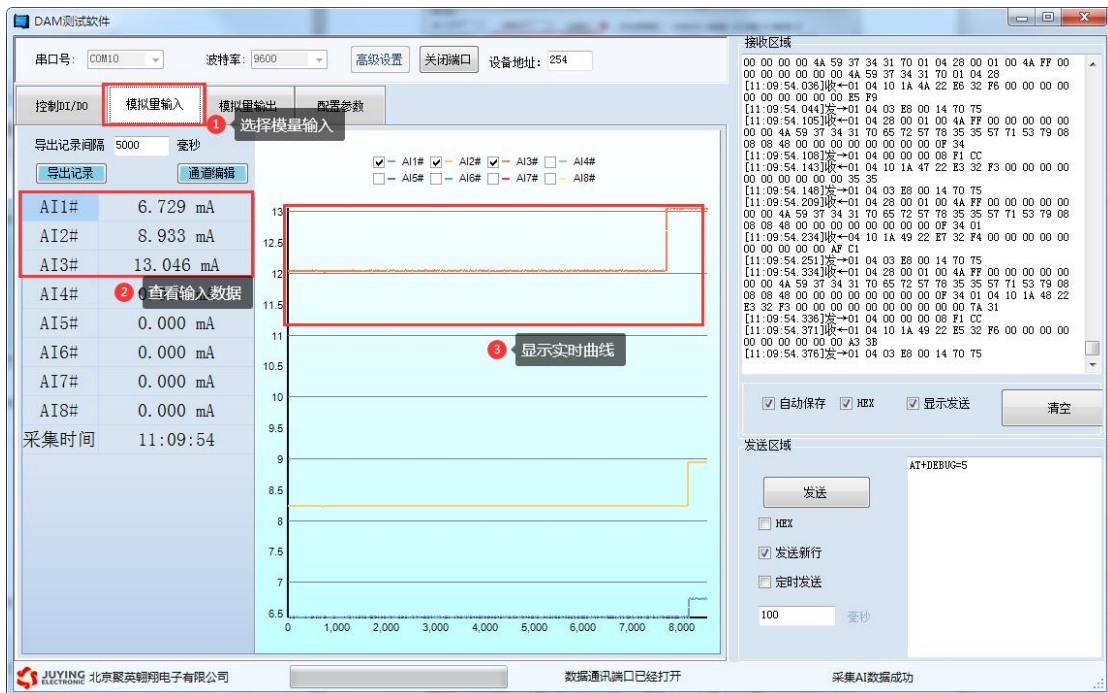 DAM测试软件
串口号: COM10 波特率: 9600 高级设置 关闭端口 设备地址: 254
控制DI/DO 模拟量输入 模拟量输出 配置参数
1 选择模量输入
导出记录间隔 5000 毫秒
导出记录 通道编辑
AI1# 6.729 mA
AI2# 8.933 mA
AI3# 13.046 mA
AI4#
2 查看输入数据
AI5# 0.000 mA
AI6# 0.000 mA
AI7# 0.000 mA
AI8# 0.000 mA
采集时间 11:09:54
AI1# AI2# AI3# AI4#
AI5# AI6# AI7# AI8#
13
12.5
12
11.5
11
10.5
10
9.5
9
8.5
8
7.5
7
6.5
0 1,000 2,000 3,000 4,000 5,000 6,000 7,000 8,000
3 显示实时曲线
接收区域
00 00 00 00 4A 59 37 34 31 70 01 04 28 00 01 00 4A FF 00
00 00 00 00 00 00 4A 59 37 34 31 70 01 04 28
[11:09:54.036]收←01 04 10 1A 4A 22 E6 32 F6 00 00 00 00
00 00 00 00 00 00 E5 F9
[11:09:54.044]发→01 04 03 E8 00 14 70 75
[11:09:54.105]收←01 04 28 00 01 00 4A FF 00 00 00 00 00
00 00 4A 59 37 34 31 70 65 72 57 78 35 35 57 71 53 79 08
08 08 48 00 00 00 00 00 00 00 00 0F 34
[11:09:54.108]发→01 04 00 00 00 08 F1 CC
[11:09:54.143]收←01 04 10 1A 47 22 E3 32 F3 00 00 00 00
00 00 00 00 00 00 35 35
[11:09:54.148]发→01 04 03 E8 00 14 70 75
[11:09:54.209]收←01 04 28 00 01 00 4A FF 00 00 00 00 00
00 00 4A 59 37 34 31 70 65 72 57 78 35 35 57 71 53 79 08
08 08 48 00 00 00 00 00 00 00 00 0F 34 01
[11:09:54.234]收←04 10 1A 49 22 E7 32 F4 00 00 00 00 00
00 00 00 00 00 AF C1
[11:09:54.251]发→01 04 03 E8 00 14 70 75
[11:09:54.334]收←01 04 28 00 01 00 4A FF 00 00 00 00 00
00 00 4A 59 37 34 31 70 65 72 57 78 35 35 57 71 53 79 08
08 08 48 00 00 00 00 00 00 00 00 0F 34 01 04 10 1A 48 22
E3 32 F3 00 00 00 00 00 00 00 00 00 00 7A 31
[11:09:54.336]发→01 04 00 00 00 08 F1 CC
[11:09:54.371]收←01 04 10 1A 49 22 E5 32 F6 00 00 00 00
00 00 00 00 00 00 A3 3B
[11:09:54.376]发→01 04 03 E8 00 14 70 75
自动保存 HEX 显示发送 清空
发送区域
发送
HEX
发送新行
定时发送
100 毫秒
AT+DEBUG=5
JUYING ELECTRONIC 北京聚英翱翔电子有限公司 数据通讯端口已经打开 采集AI数据成功